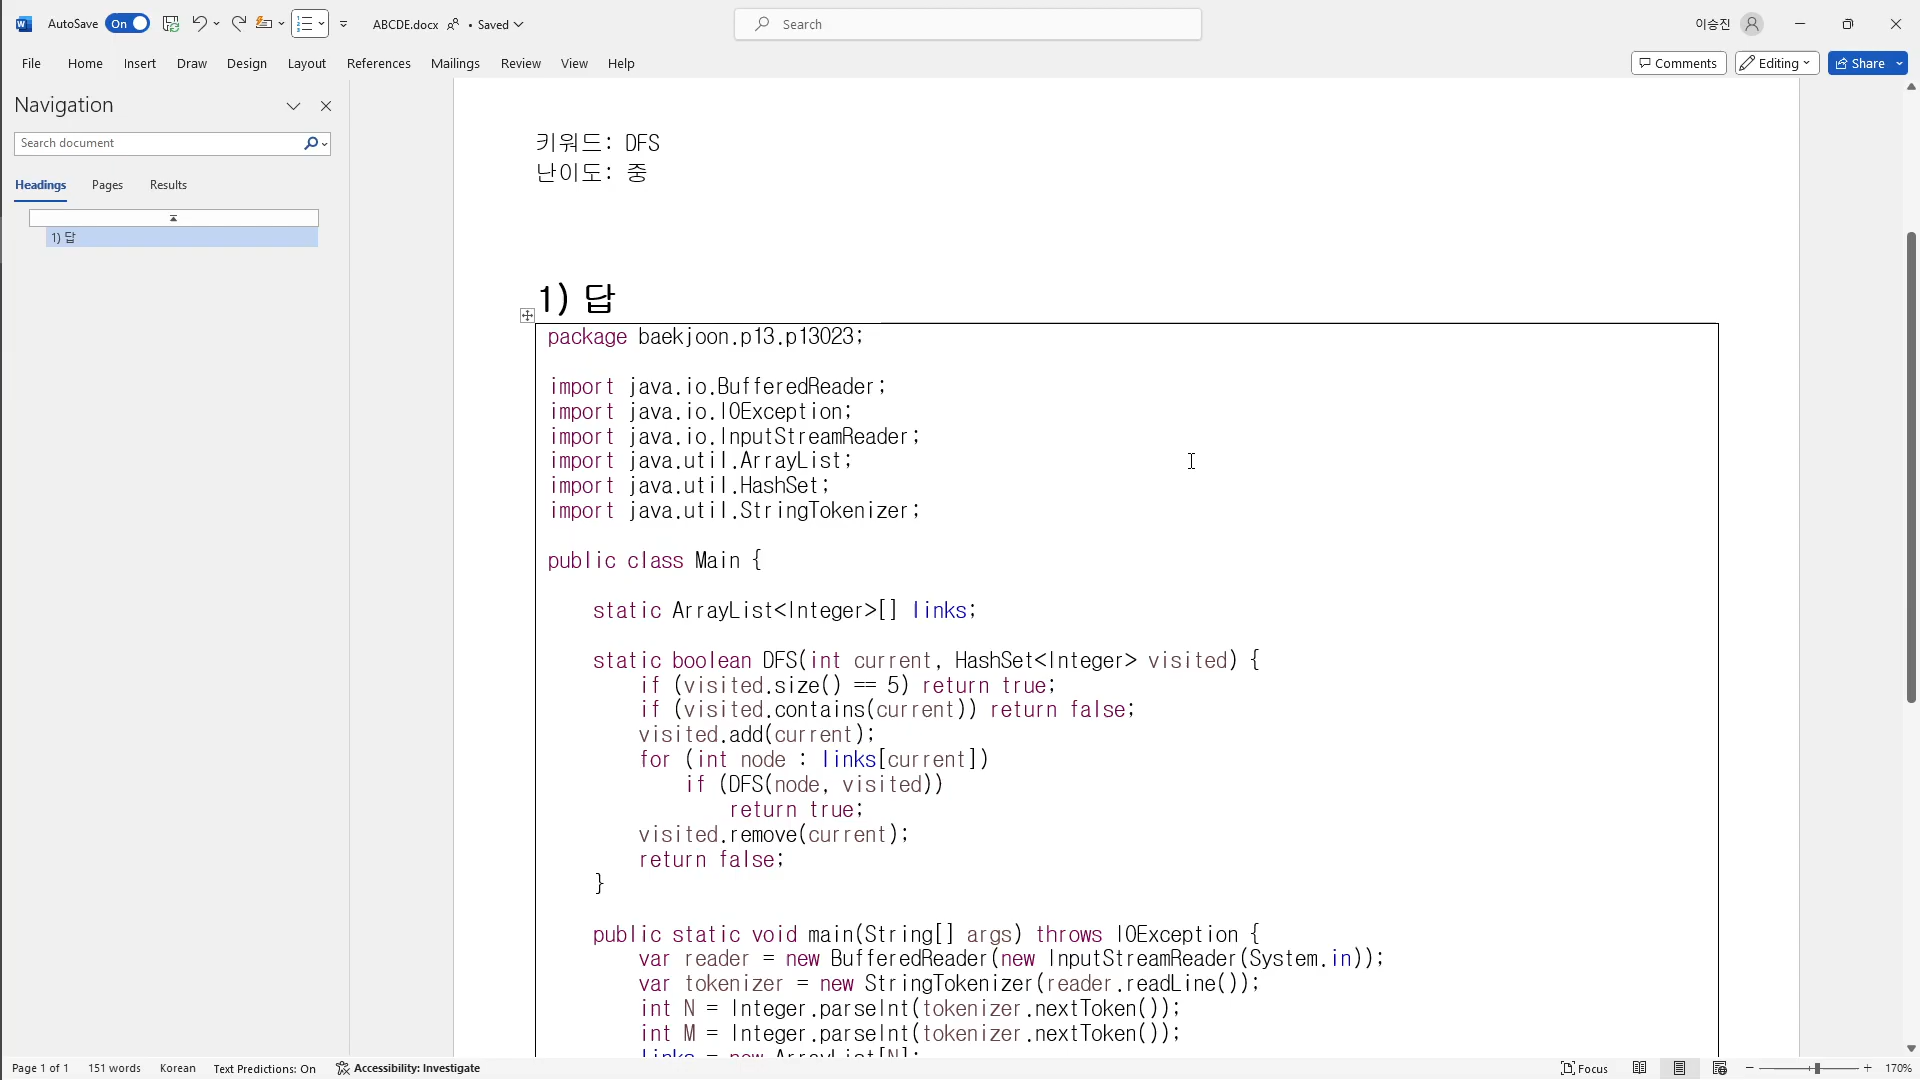 AutoSave On ABCDE.docx • Saved Search 이승진
File Home Insert Draw Design Layout References Mailings Review View Help Comments Editing Share
Navigation
Search document
Headings Pages Results
1) 답
키워드: DFS
난이도: 중
1) 답
package baekjoon.p13.p13023;
import java.io.BufferedReader;
import java.io.IOException;
import java.io.InputStreamReader;
import java.util.ArrayList;
import java.util.HashSet;
import java.util.StringTokenizer;
public class Main {
static ArrayList<Integer>[] links;
static boolean DFS(int current, HashSet<Integer> visited) {
if (visited.size() == 5) return true;
if (visited.contains(current)) return false;
visited.add(current);
for (int node : links[current])
if (DFS(node, visited))
return true;
visited.remove(current);
return false;
}
public static void main(String[] args) throws IOException {
var reader = new BufferedReader(new InputStreamReader(System.in));
var tokenizer = new StringTokenizer(reader.readLine());
int N = Integer.parseInt(tokenizer.nextToken());
int M = Integer.parseInt(tokenizer.nextToken());
links = new ArrayList[N];
Page 1 of 1 151 words Korean Text Predictions: On Accessibility: Investigate Focus 170%